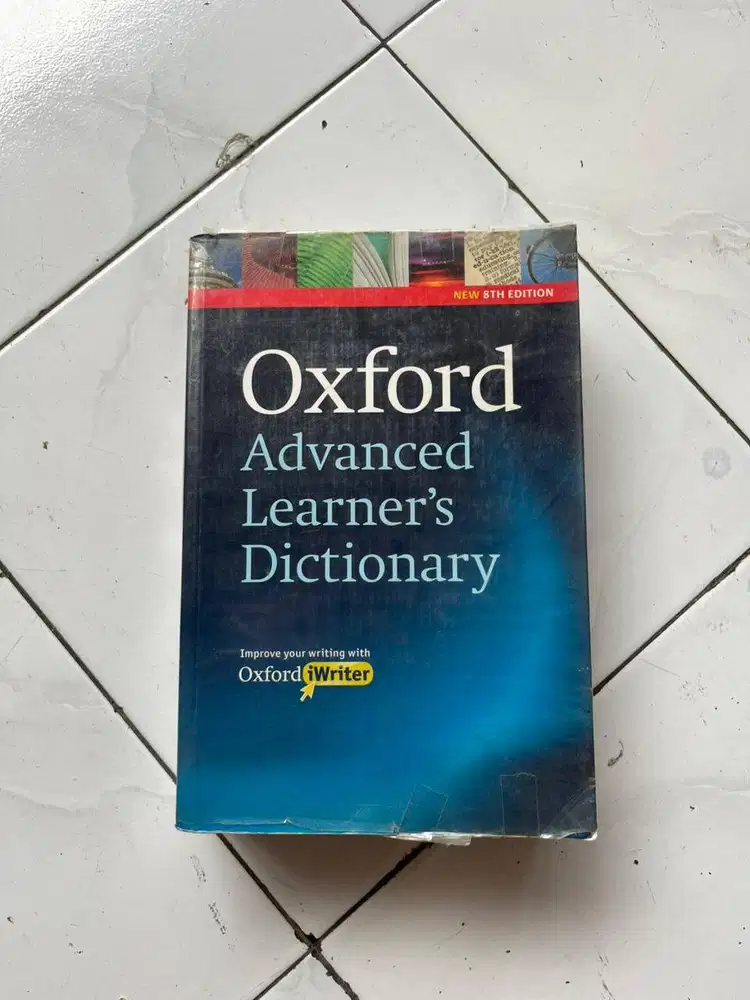 NEW 8TH EDITION
Oxford
Advanced
Learner's
Dictionary
Improve your writing with
Oxford iWriter